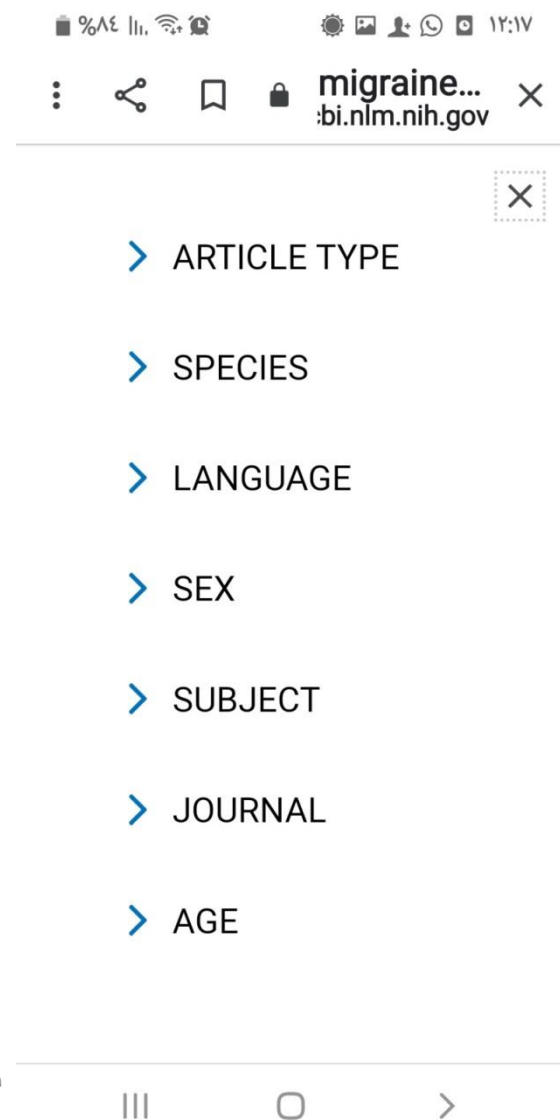 %٨٤ ١٢:١٧
migraine...
bi.nlm.nih.gov
ARTICLE TYPE
SPECIES
LANGUAGE
SEX
SUBJECT
JOURNAL
AGE